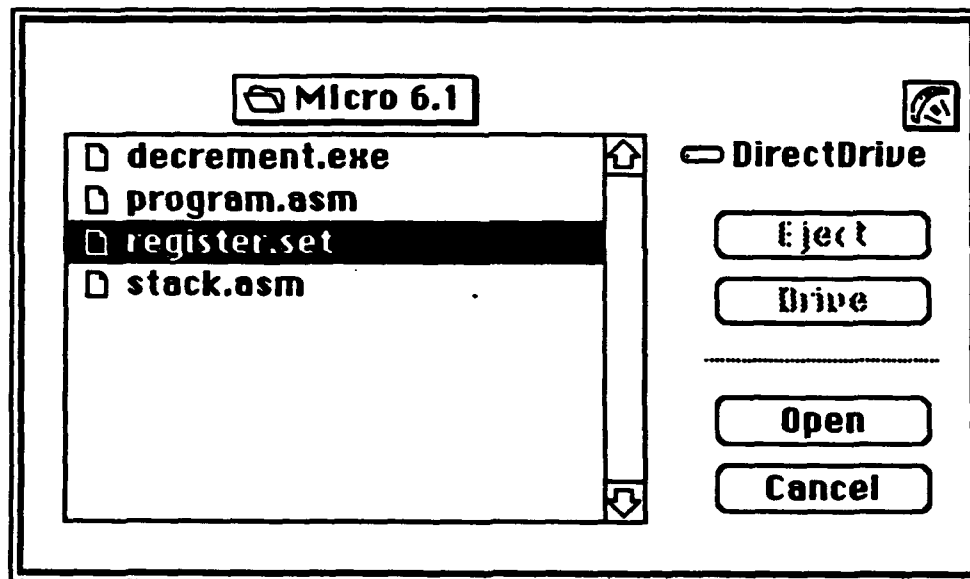 Micro 6.1
decrement.exe
program.asm
register.set
stack.asm
DirectDrive
Eject
Drive
Open
Cancel